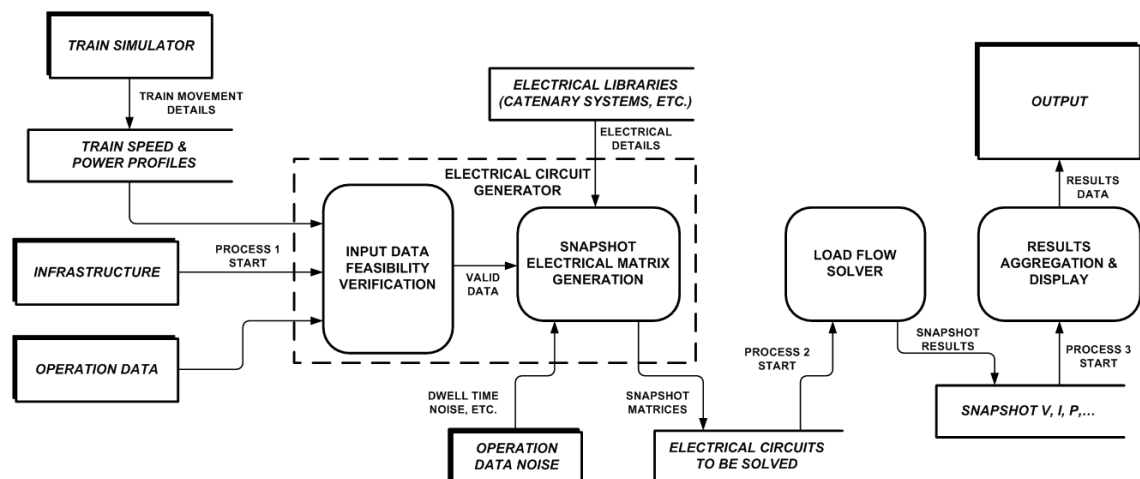 TRAIN SIMULATOR
TRAIN MOVEMENT
DETAILS
TRAIN SPEED &
POWER PROFILES
INFRASTRUCTURE
PROCESS 1
START
OPERATION DATA
ELECTRICAL LIBRARIES
(CATENARY SYSTEMS, ETC.)
ELECTRICAL
DETAILS
ELECTRICAL CIRCUIT
GENERATOR
INPUT DATA
FEASIBILITY
VERIFICATION
VALID
DATA
SNAPSHOT
ELECTRICAL MATRIX
GENERATION
DWELL TIME
NOISE, ETC.
OPERATION
DATA NOISE
SNAPSHOT
MATRICES
ELECTRICAL CIRCUITS
TO BE SOLVED
PROCESS 2
START
LOAD FLOW
SOLVER
SNAPSHOT
RESULTS
SNAPSHOT V, I, P,...
PROCESS 3
START
RESULTS
AGGREGATION &
DISPLAY
RESULTS
DATA
OUTPUT